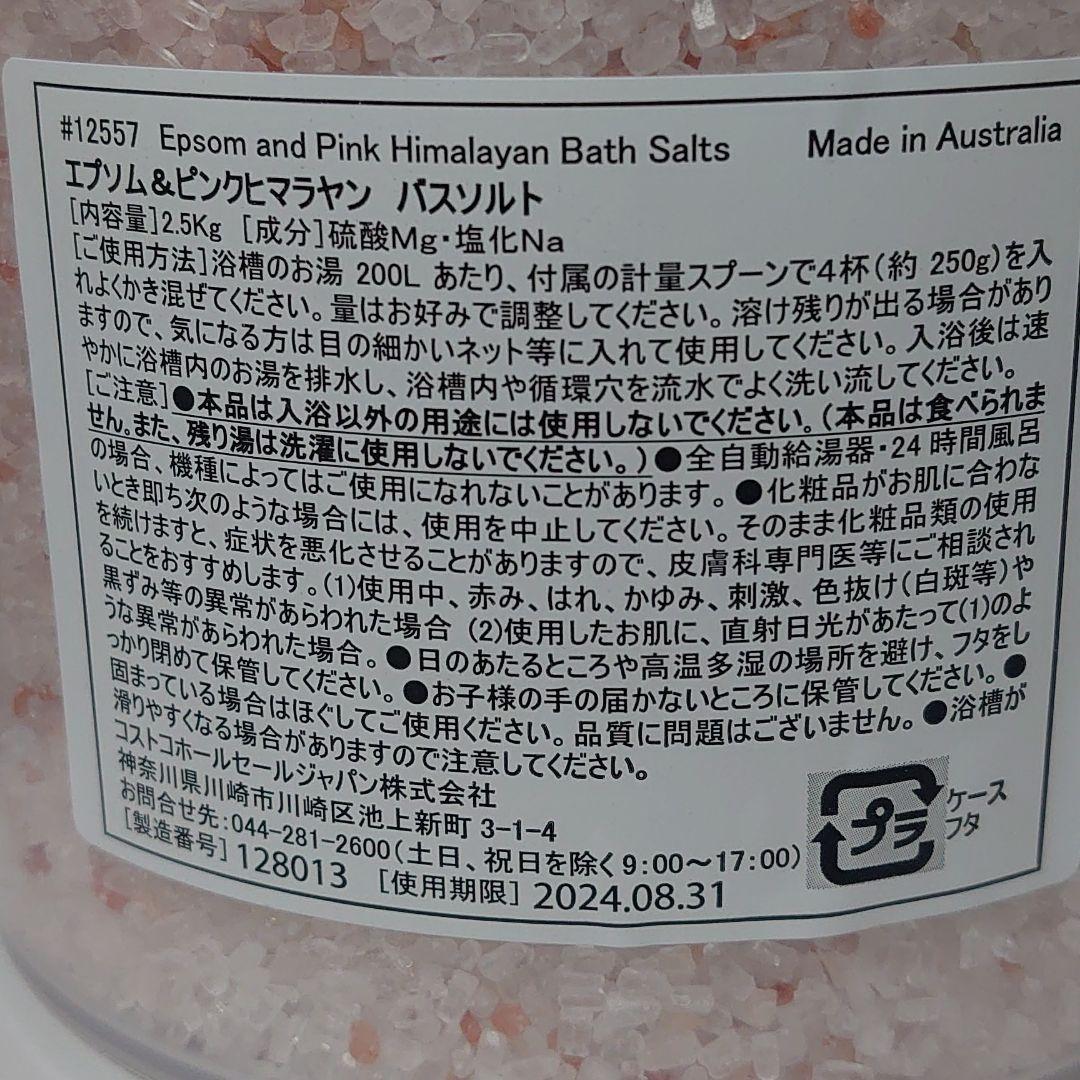 #12557 Epsom and Pink Himalayan Bath Salts Made in Australia
エプソム&ピンクヒマラヤン バスソルト
[内容量]2.5Kg [成分]硫酸Mg・塩化Na
[ご使用方法]浴槽のお湯 200L あたり、付属の計量スプーンで4杯(約 250g)を入
れよくかき混ぜてください。量はお好みで調整してください。溶け残りが出る場合があり
ますので、気になる方は目の細かいネット等に入れて使用してください。入浴後は速
やかに浴槽内のお湯を排水し、浴槽内や循環穴を流水でよく洗い流してください。
[ご注意]●本品は入浴以外の用途には使用しないでください。(本品は食べられま
せん。また、残り湯は洗濯に使用しないでください。)●全自動給湯器・24時間風呂
の場合、機種によってはご使用になれないことがあります。●化粧品がお肌に合わな
いとき即ち次のような場合には、使用を中止してください。そのまま化粧品類の使用
を続けますと、症状を悪化させることがありますので、皮膚科専門医等にご相談され
ることをおすすめします。(1)使用中、赤み、はれ、かゆみ、刺激、色抜け(白斑等)や
黒ずみ等の異常があらわれた場合 (2)使用したお肌に、直射日光があたって(1)のよ
うな異常があらわれた場合。●日のあたるところや高温多湿の場所を避け、フタをし
っかり閉めて保管してください。●お子様の手の届かないところに保管してください。●
固まっている場合はほぐしてご使用ください。品質に問題はございません。●浴槽が
滑りやすくなる場合がありますので注意してください。
コストコホールセールジャパン株式会社
神奈川県川崎市川崎区池上新町 3-1-4
お問合せ先:044-281-2600(土日、祝日を除く9:00～17:00)
[製造番号] 128013 [使用期限] 2024.08.31
プラ
ケース
フタ